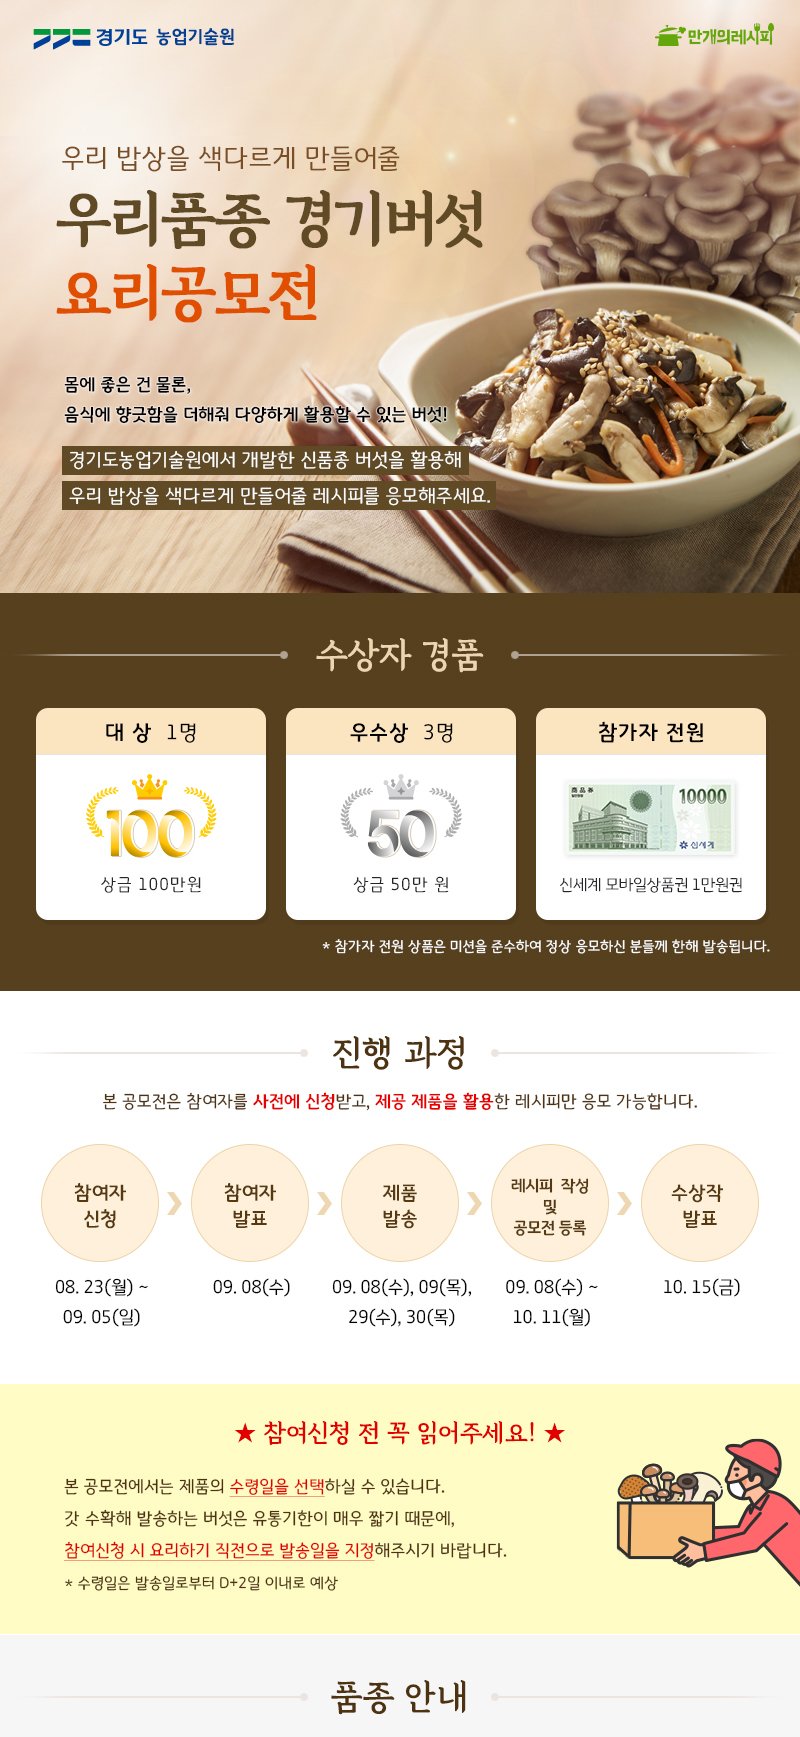 경기도 농업기술원
만개의레시피
우리 밥상을 색다르게 만들어줄
우리품종 경기버섯
요리공모전
몸에 좋은 건 물론,
음식에 향긋함을 더해줘 다양하게 활용할 수 있는 버섯!
경기도농업기술원에서 개발한 신품종 버섯을 활용해
우리 밥상을 색다르게 만들어줄 레시피를 응모해주세요.
수상자 경품
대 상 1명
100
상금 100만원
우수상 3명
50
상금 50만 원
참가자 전원
商品券
10000
신세계
신세계 모바일상품권 1만원권
* 참가자 전원 상품은 미션을 준수하여 정상 응모하신 분들께 한해 발송됩니다.
진행 과정
본 공모전은 참여자를 사전에 신청받고, 제공 제품을 활용한 레시피만 응모 가능합니다.
참여자
신청
08. 23(월) ~
09. 05(일)
참여자
발표
09. 08(수)
제품
발송
09. 08(수), 09(목),
29(수), 30(목)
레시피 작성
및
공모전 등록
09. 08(수) ~
10. 11(월)
수상작
발표
10. 15(금)
★ 참여신청 전 꼭 읽어주세요! ★
본 공모전에서는 제품의 수령일을 선택하실 수 있습니다.
갓 수확해 발송하는 버섯은 유통기한이 매우 짧기 때문에,
참여신청 시 요리하기 직전으로 발송일을 지정해주시기 바랍니다.
* 수령일은 발송일로부터 D+2일 이내로 예상
품종 안내